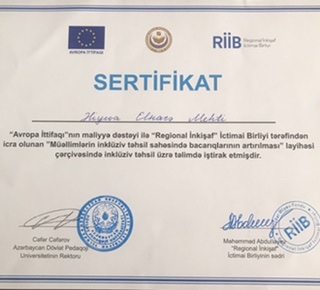 AVROPA İTTİFAQI
RİİB
Regional İnkişaf
İctimai Birliyi
SERTİFİKAT
"Avropa İttifaqı"nın maliyyə dəstəyi ilə "Regional İnkişaf" İctimai Birliyi tərəfindən
icra olunan "Müəllimlərin inklüziv təhsil sahəsində bacarıqlarının artırılması" layihəsi
çərçivəsində inklüziv təhsil üzrə təlimdə iştirak etmişdir.
Cəfər Cəfərov
Azərbaycan Dövlət Pedaqoji
Universitetinin Rektoru
Məhəmməd Abdullayev
"Regional İnkişaf"
İctimai Birliyinin sədri
RİİB